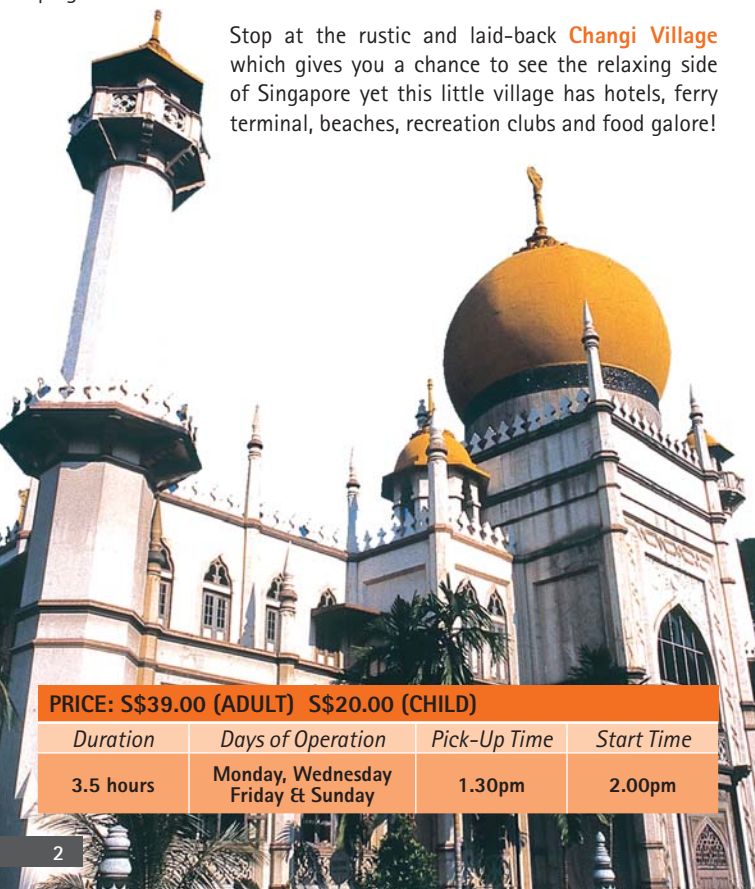 Stop at the rustic and laid-back Changi Village
which gives you a chance to see the relaxing side
of Singapore yet this little village has hotels, ferry
terminal, beaches, recreation clubs and food galore!
PRICE: S$39.00 (ADULT) S$20.00 (CHILD)
Duration Days of Operation Pick-Up Time Start Time
3.5 hours Monday, Wednesday Friday & Sunday 1.30pm 2.00pm
2